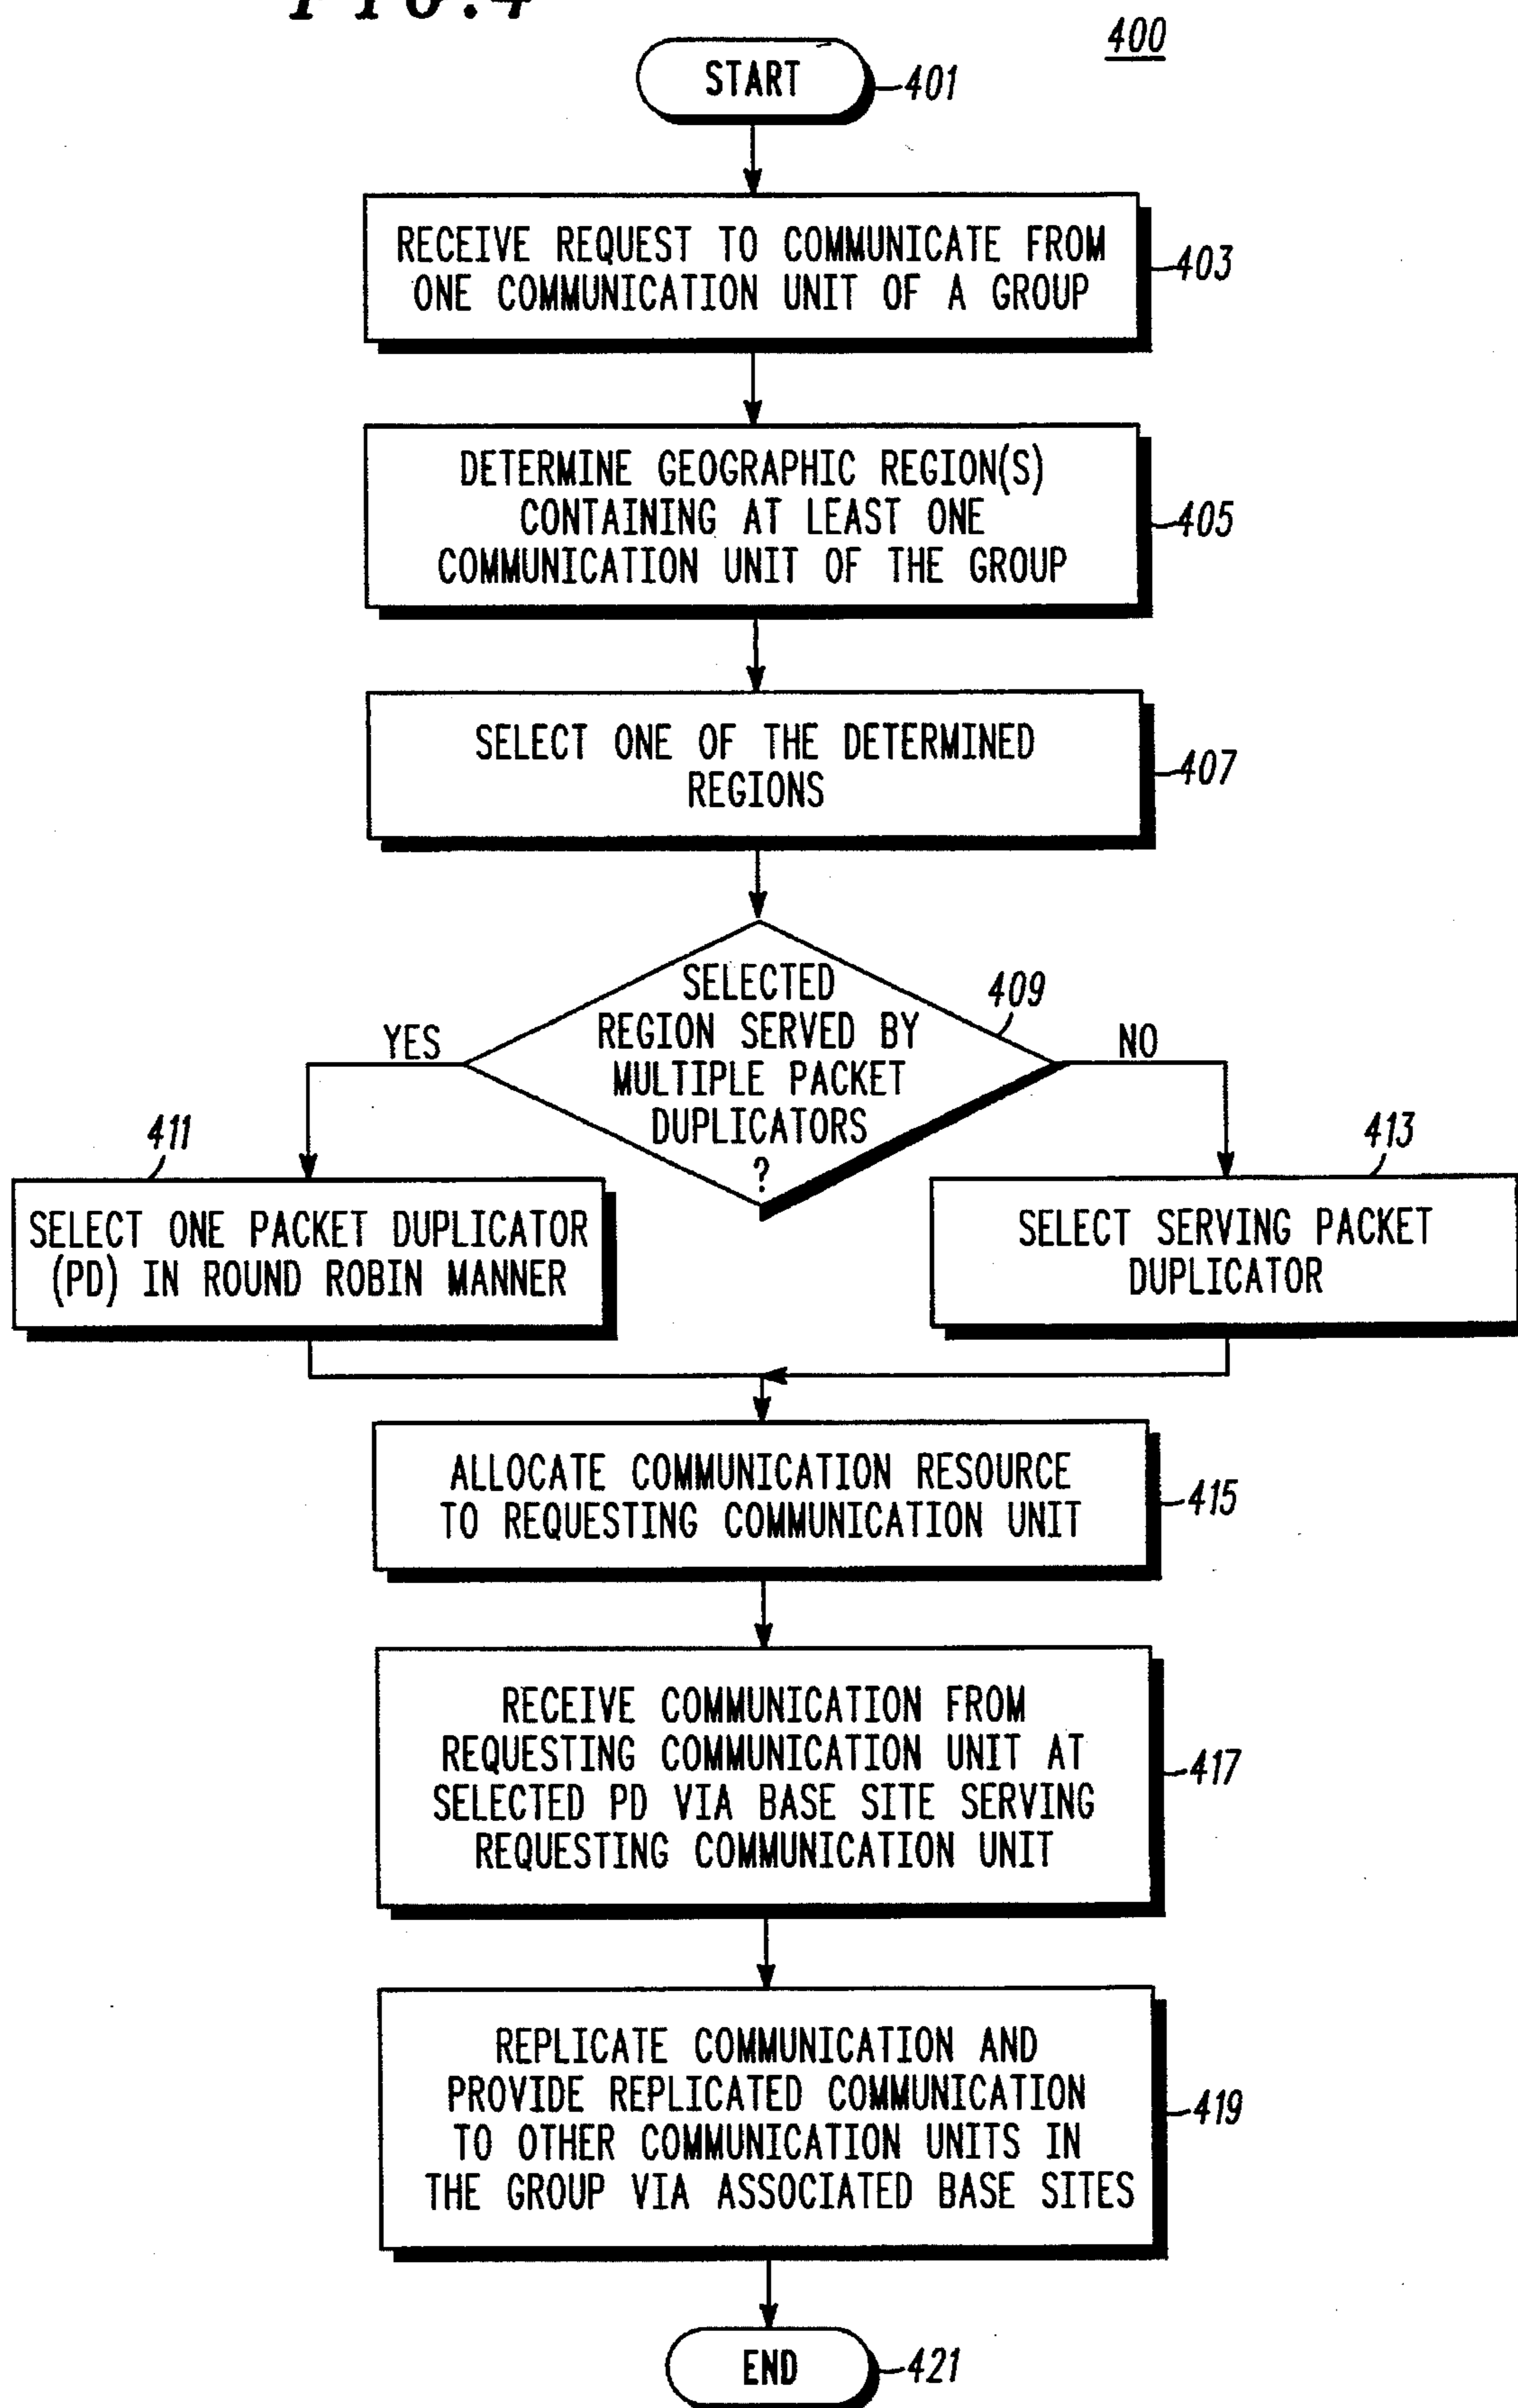 FIG.4
400
START
401
RECEIVE REQUEST TO COMMUNICATE FROM
ONE COMMUNICATION UNIT OF A GROUP
403
DETERMINE GEOGRAPHIC REGION(S)
CONTAINING AT LEAST ONE
COMMUNICATION UNIT OF THE GROUP
405
SELECT ONE OF THE DETERMINED
REGIONS
407
SELECTED
REGION SERVED BY
MULTIPLE PACKET
DUPLICATORS
?
409
YES
NO
411
SELECT ONE PACKET DUPLICATOR
(PD) IN ROUND ROBIN MANNER
413
SELECT SERVING PACKET
DUPLICATOR
ALLOCATE COMMUNICATION RESOURCE
TO REQUESTING COMMUNICATION UNIT
415
RECEIVE COMMUNICATION FROM
REQUESTING COMMUNICATION UNIT AT
SELECTED PD VIA BASE SITE SERVING
REQUESTING COMMUNICATION UNIT
417
REPLICATE COMMUNICATION AND
PROVIDE REPLICATED COMMUNICATION
TO OTHER COMMUNICATION UNITS IN
THE GROUP VIA ASSOCIATED BASE SITES
419
END
421